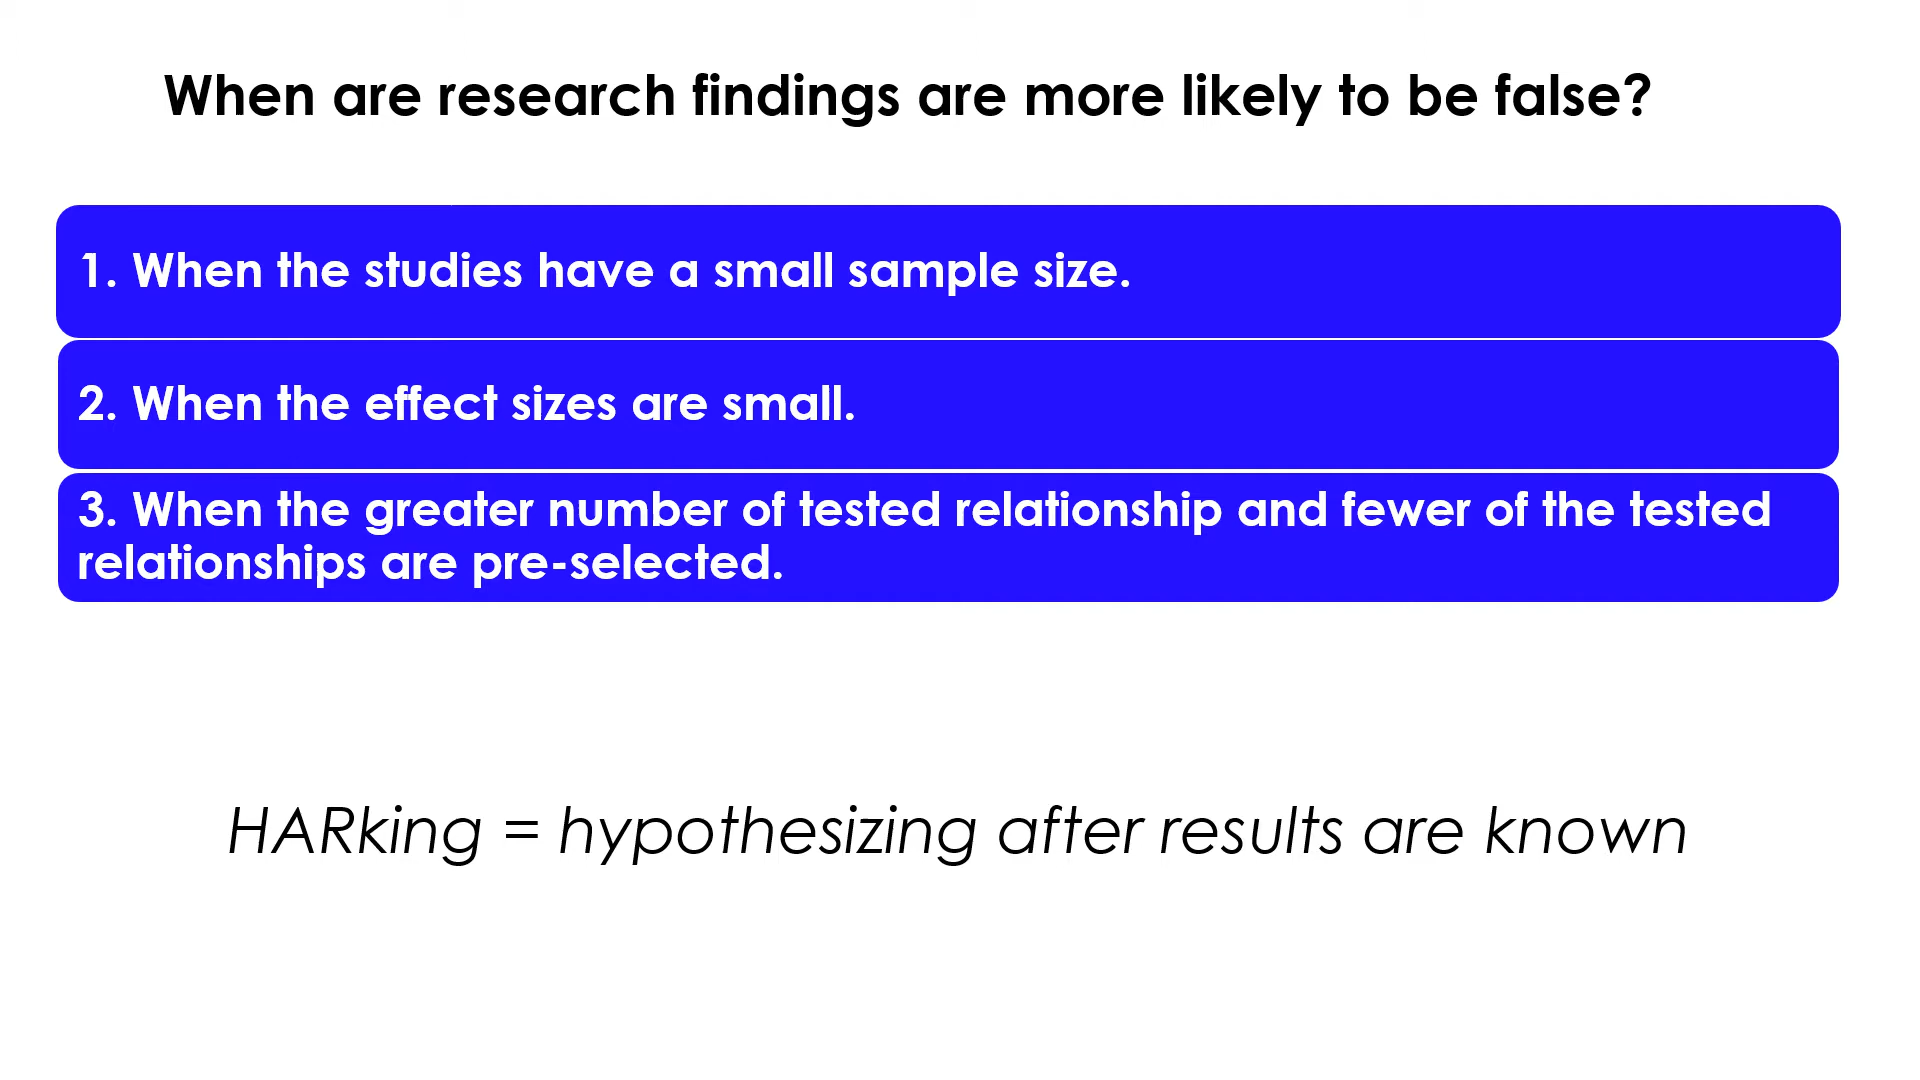 When are research findings are more likely to be false?
1. When the studies have a small sample size.
2. When the effect sizes are small.
3. When the greater number of tested relationship and fewer of the tested
relationships are pre-selected.
HARking = hypothesizing after results are known